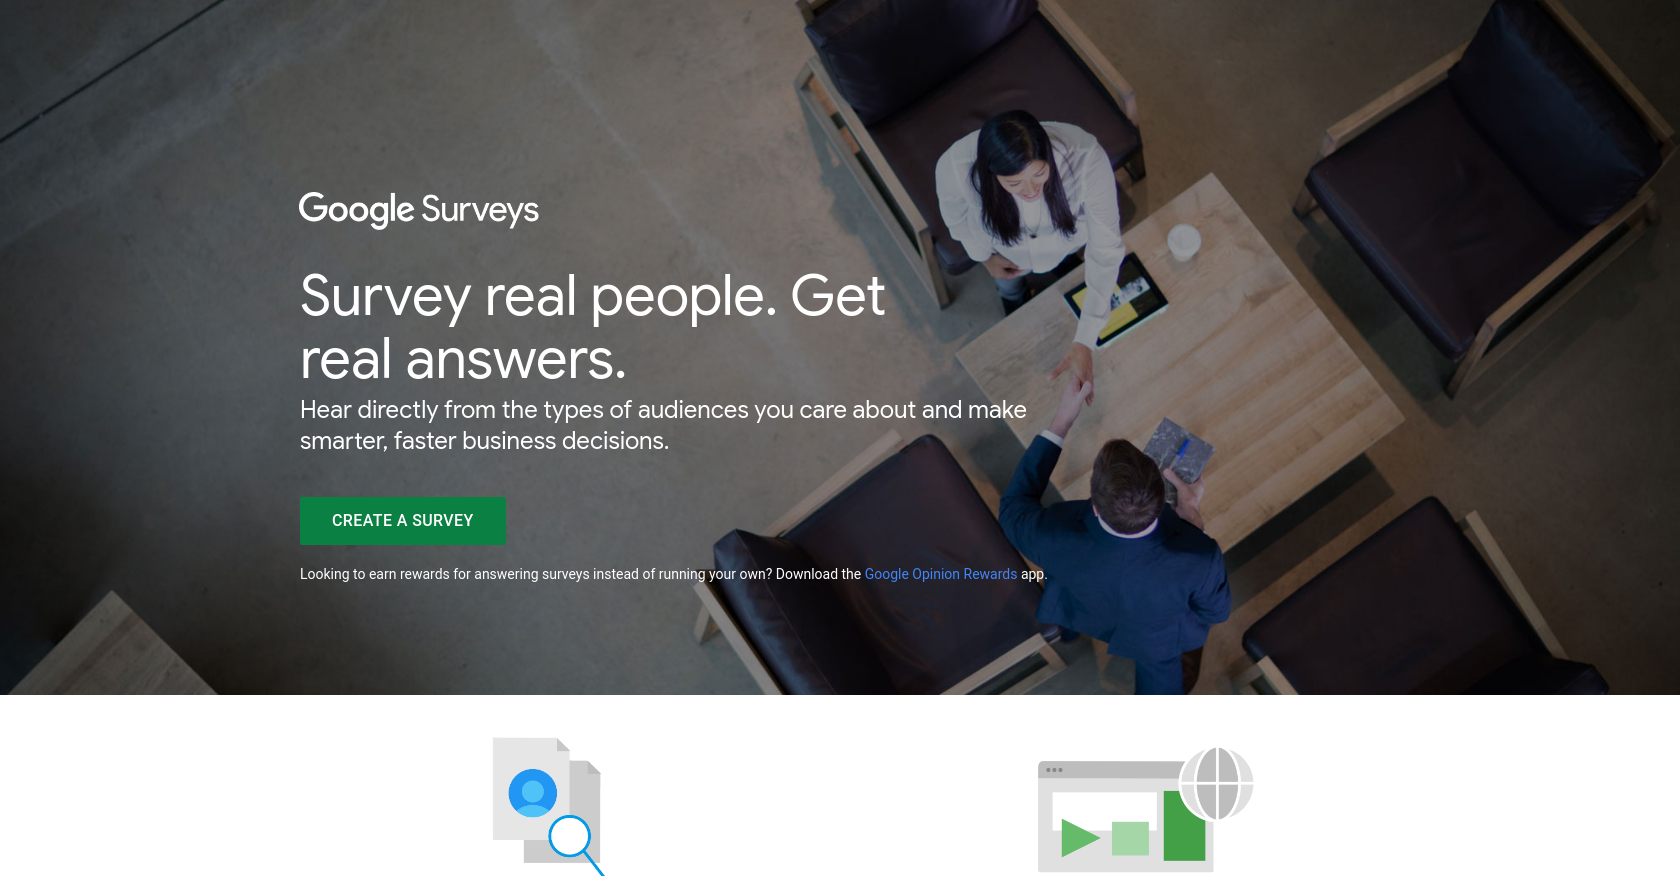 Google Surveys
Survey real people. Get
real answers.
Hear directly from the types of audiences you care about and make
smarter, faster business decisions.
CREATE A SURVEY
Looking to earn rewards for answering surveys instead of running your own? Download the Google Opinion Rewards app.